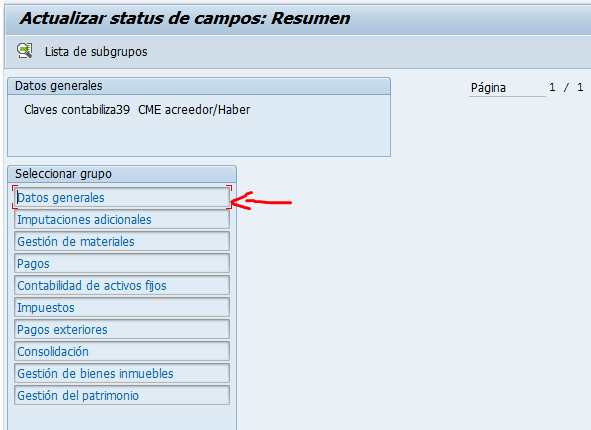 Actualizar status de campos: Resumen
Lista de subgrupos
Datos generales
Claves contabiliza39 CME acreedor/Haber
Página 1 / 1
Seleccionar grupo
Datos generales
Imputaciones adicionales
Gestión de materiales
Pagos
Contabilidad de activos fijos
Impuestos
Pagos exteriores
Consolidación
Gestión de bienes inmuebles
Gestión del patrimonio